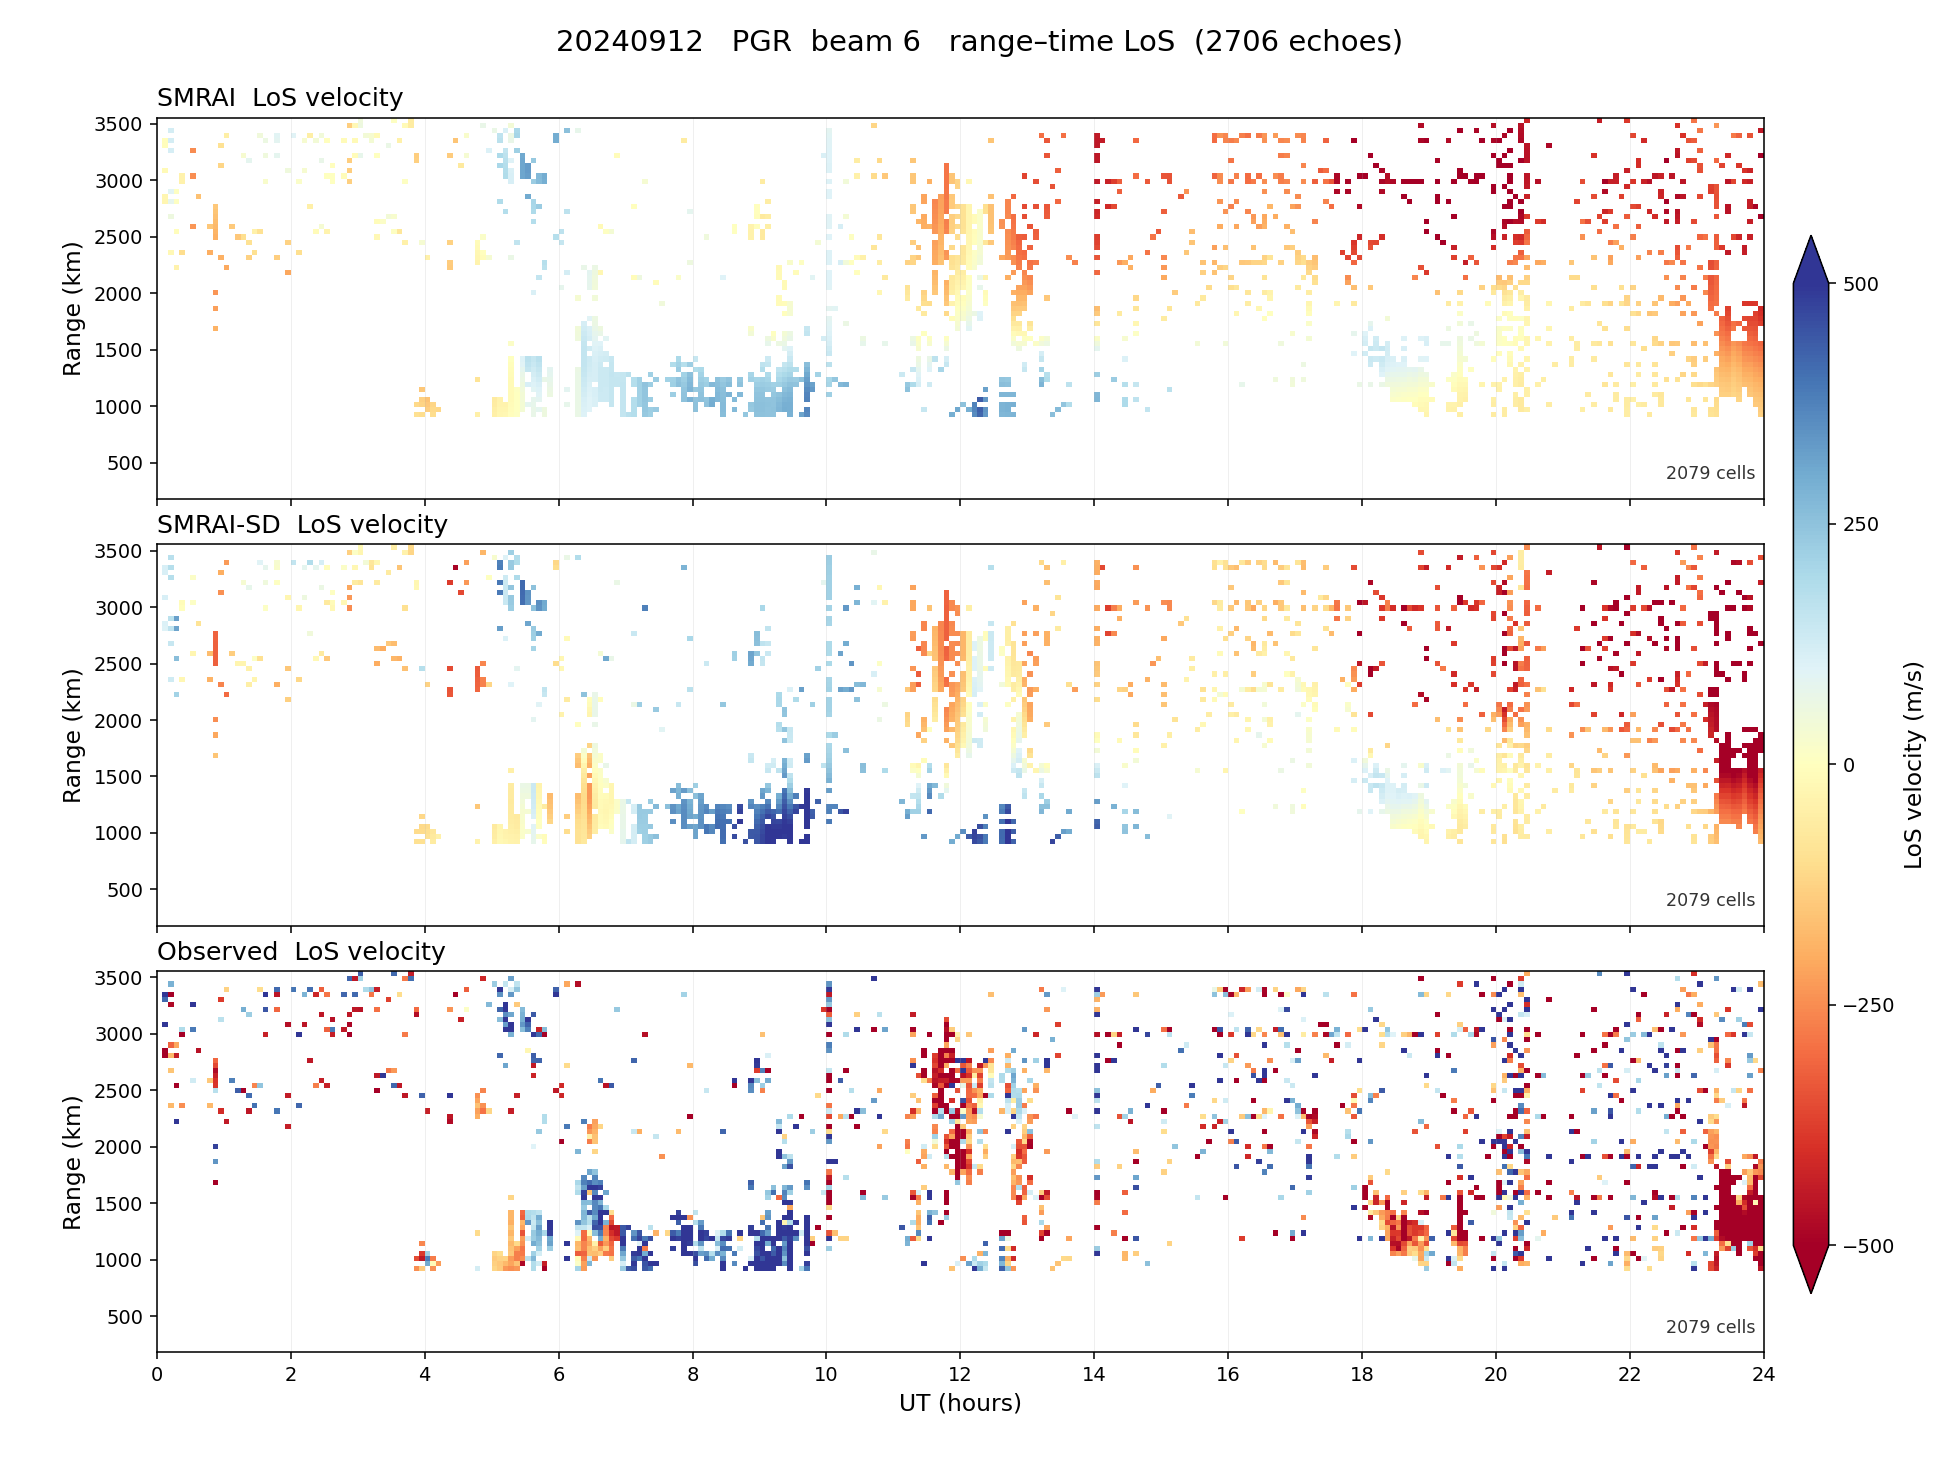 20240912   PGR  beam 6   range–time LoS  (2706 echoes)
SMRAI  LoS velocity
3500
3000
2500
2000
1500
1000
500
Range (km)
2079 cells
SMRAI-SD  LoS velocity
3500
3000
2500
2000
1500
1000
500
Range (km)
2079 cells
Observed  LoS velocity
3500
3000
2500
2000
1500
1000
500
Range (km)
2079 cells
0 2 4 6 8 10 12 14 16 18 20 22 24
UT (hours)
500
250
0
−250
−500
LoS velocity (m/s)